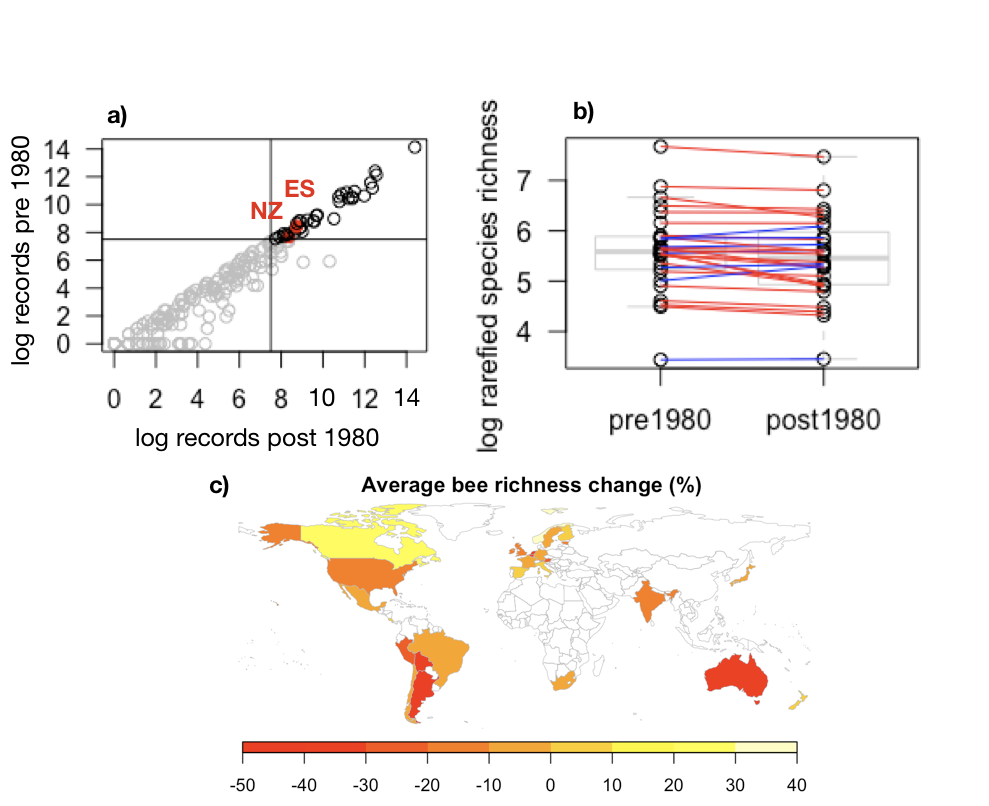 a)
log records pre 1980
14
12
10
8
6
4
2
0
ES
NZ
0 2 4 6 8 10 12 14
log records post 1980
b)
log rarefied species richness
7
6
5
4
pre1980 post1980
c)
Average bee richness change (%)
-50 -40 -30 -20 -10 0 10 20 30 40